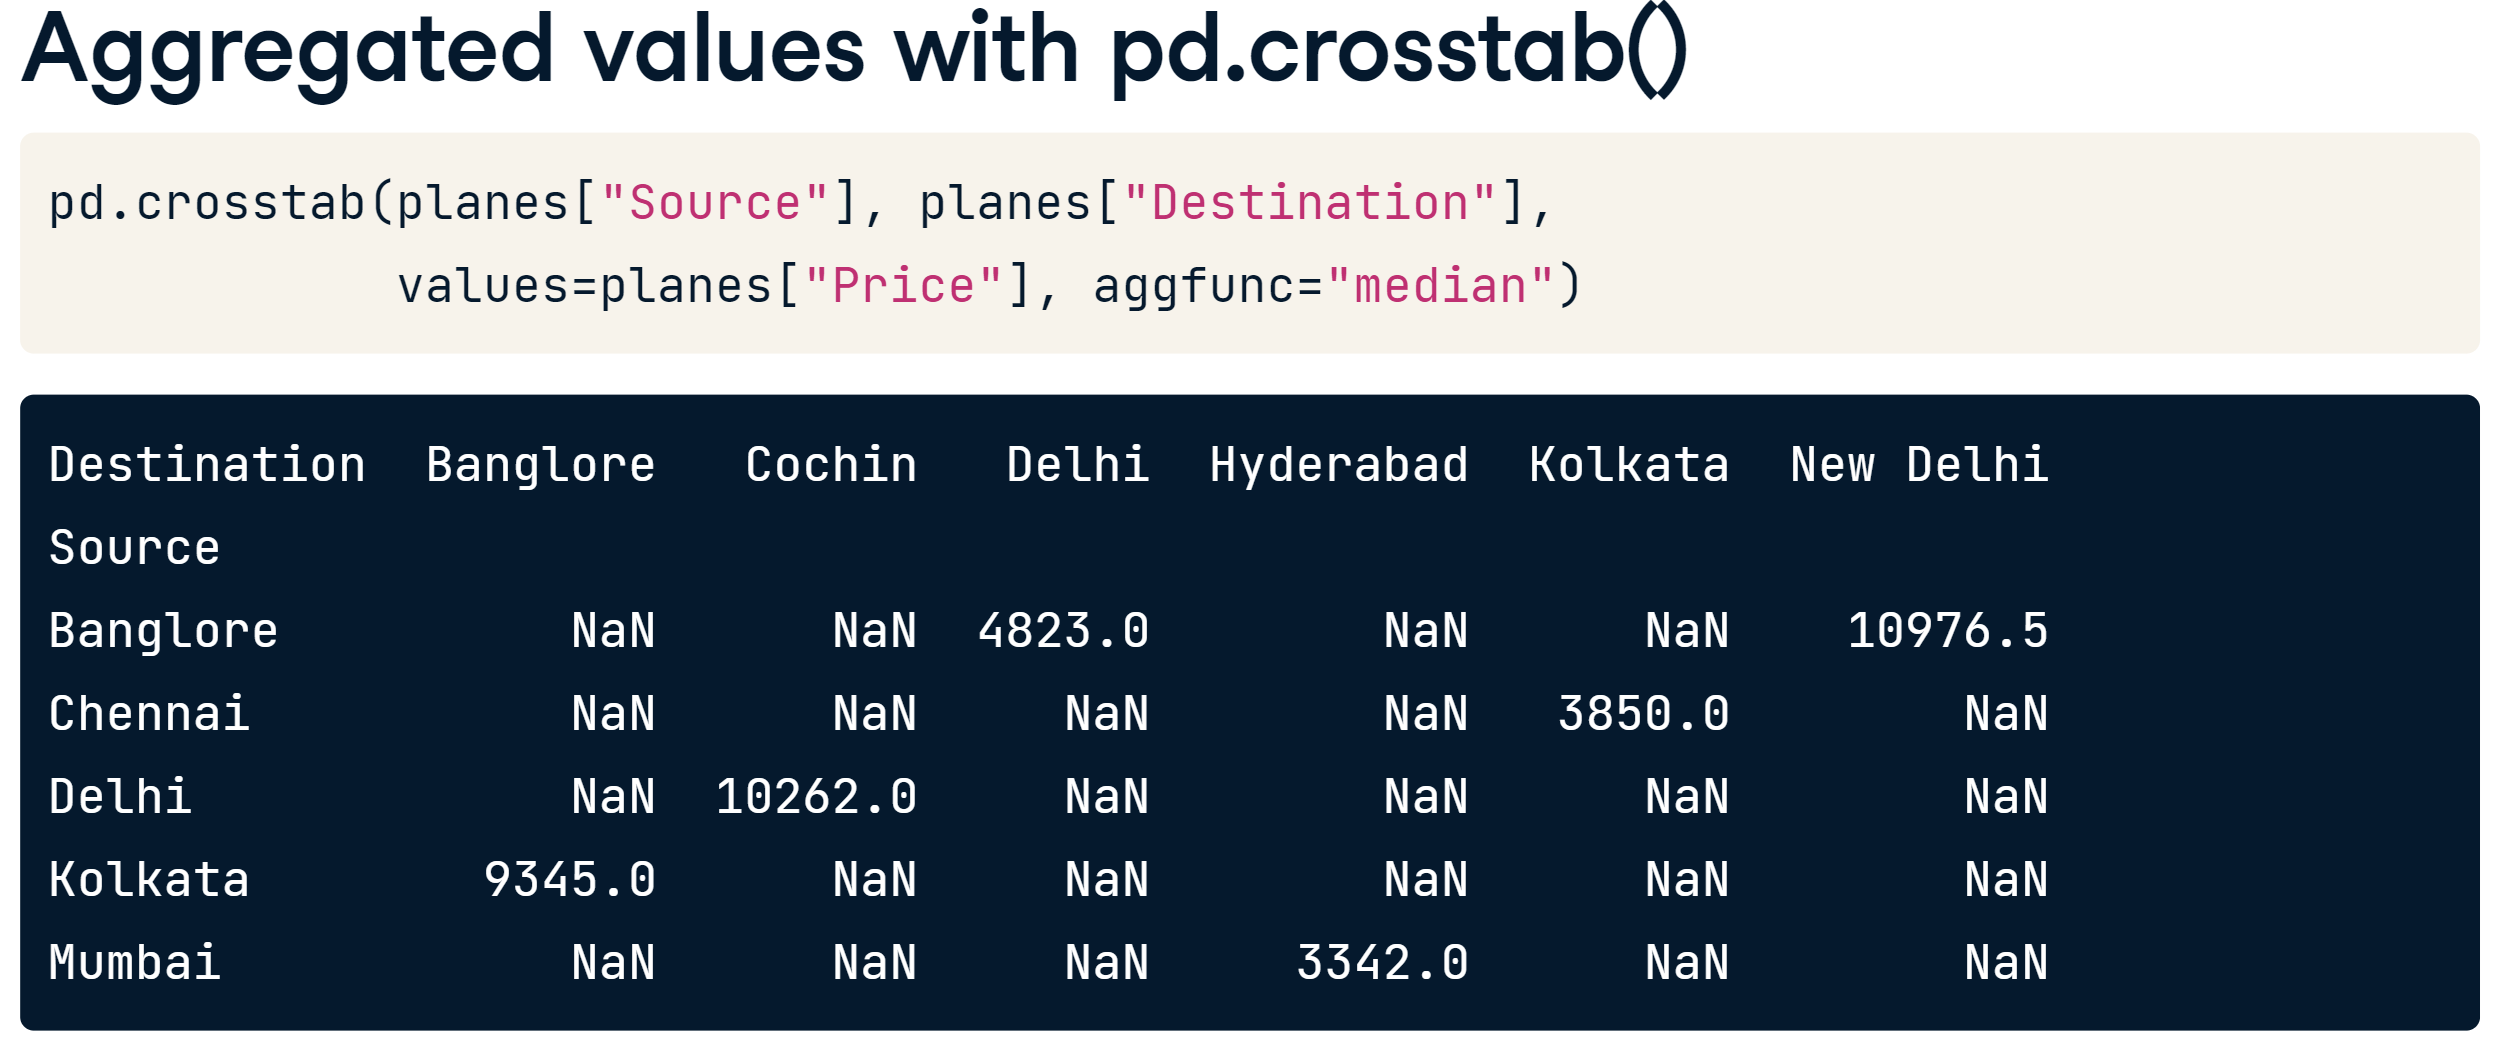 Aggregated values with pd.crosstab()
pd.crosstab(planes["Source"], planes["Destination"],
            values=planes["Price"], aggfunc="median")
Destination  Banglore   Cochin   Delhi  Hyderabad  Kolkata  New Delhi
Source
Banglore          NaN      NaN  4823.0        NaN      NaN    10976.5
Chennai           NaN      NaN     NaN        NaN   3850.0        NaN
Delhi             NaN  10262.0     NaN        NaN      NaN        NaN
Kolkata        9345.0      NaN     NaN        NaN      NaN        NaN
Mumbai            NaN      NaN     NaN     3342.0      NaN        NaN